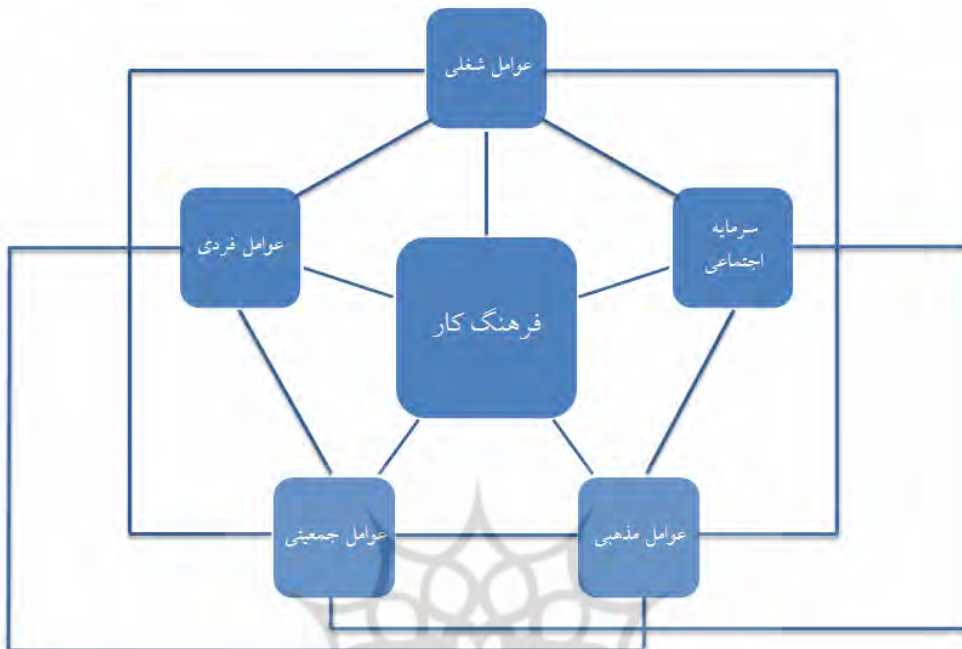 عوامل شغلی
سرمایه
اجتماعی
عوامل فردی
فرهنگ کار
عوامل مذهبی
عوامل جمعیتی